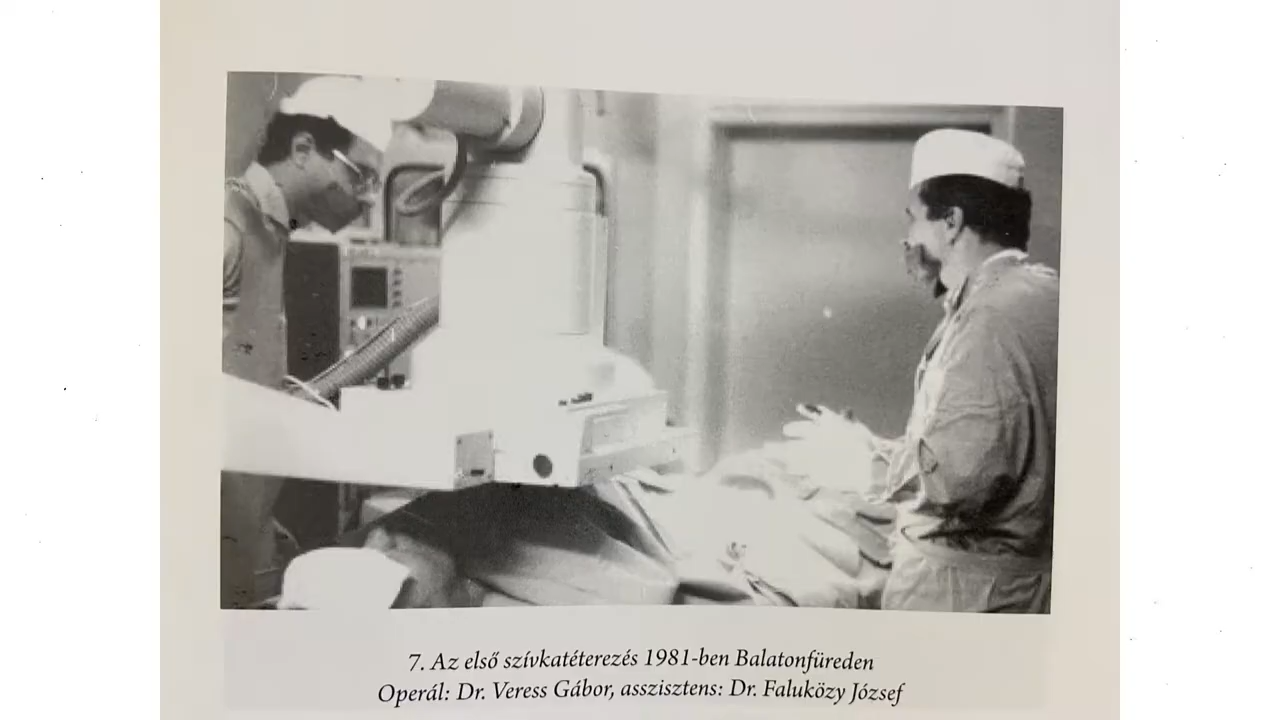 7. Az első szívkatéterezés 1981-ben Balatonfüreden
Operál: Dr. Veress Gábor, asszisztens: Dr. Faluközy József